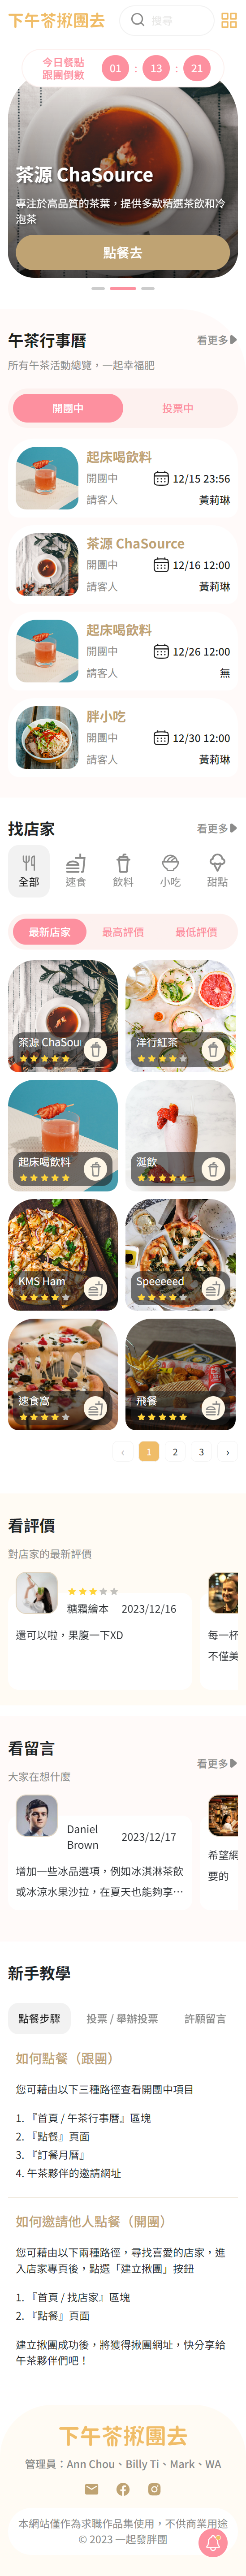 下午茶揪團去
搜尋
今日餐點
跟團倒數
01 : 13 : 21
茶源 ChaSource
專注於高品質的茶葉，提供多款精選茶飲和冷
泡茶
點餐去
午茶行事曆
看更多
所有午茶活動總覽，一起幸福肥
開團中
投票中
起床喝飲料
開團中
12/15 23:56
請客人
黃莉琳
茶源 ChaSource
開團中
12/16 12:00
請客人
黃莉琳
起床喝飲料
開團中
12/26 12:00
請客人
無
胖小吃
開團中
12/30 12:00
請客人
黃莉琳
找店家
看更多
全部
速食
飲料
小吃
甜點
最新店家
最高評價
最低評價
茶源 ChaSour
洋行紅茶
起床喝飲料
涎飲
KMS Ham
Speeeeed
速食窩
飛餐
‹ 1 2 3 ›
看評價
對店家的最新評價
糖霜繪本
2023/12/16
還可以啦，果腹一下XD
每一杯
不僅美
看留言
看更多
大家在想什麼
Daniel
Brown
2023/12/17
增加一些冰品選項，例如冰淇淋茶飲
或冰涼水果沙拉，在夏天也能夠享…
希望網
要的
新手教學
點餐步驟
投票 / 舉辦投票
許願留言
如何點餐（跟團）
您可藉由以下三種路徑查看開團中項目
1. 『首頁 / 午茶行事曆』區塊
2. 『點餐』頁面
3. 『訂餐月曆』
4. 午茶夥伴的邀請網址
如何邀請他人點餐（開團）
您可藉由以下兩種路徑，尋找喜愛的店家，進
入店家專頁後，點選「建立揪團」按鈕
1. 『首頁 / 找店家』區塊
2. 『點餐』頁面
建立揪團成功後，將獲得揪團網址，快分享給
午茶夥伴們吧！
下午茶揪團去
管理員：Ann Chou、Billy Ti、Mark、WA
本網站僅作為求職作品集使用，不供商業用途
© 2023 一起發胖團